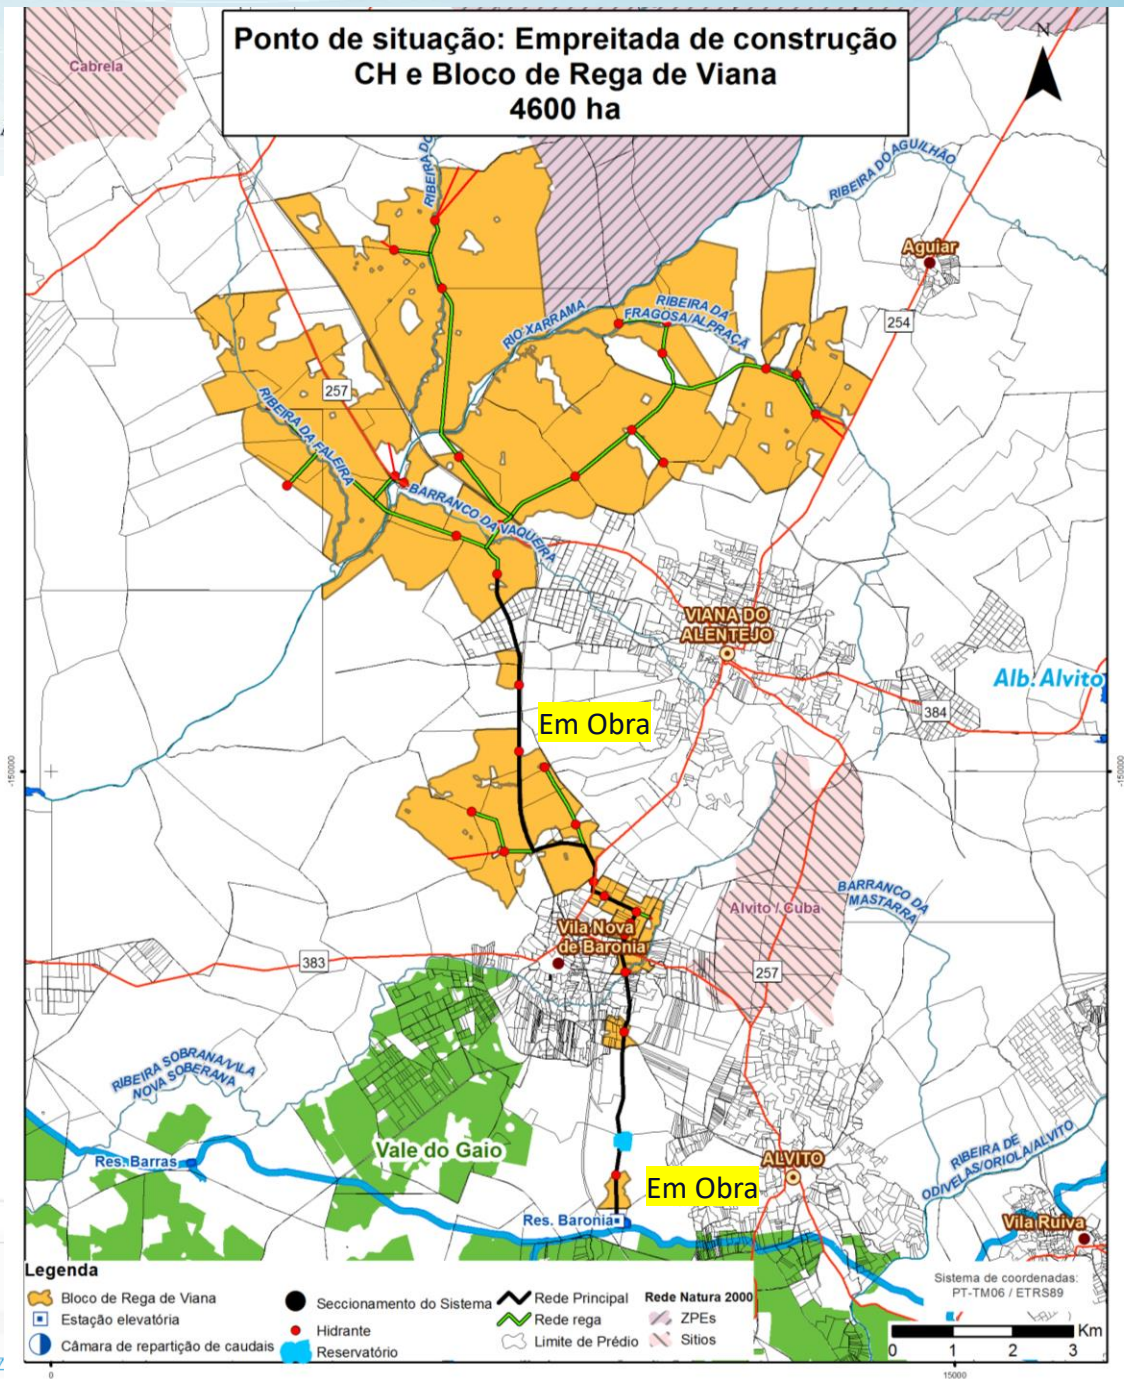 Ponto de situação: Empreitada de construção
CH e Bloco de Rega de Viana
4600 ha
N
Cabrela
RIBEIRA DO
RIBEIRA DO AGUILHÃO
Aguiar
254
RIO XARRAMA
RIBEIRA DA
FRAGOSA/ALPRAÇA
257
RIBEIRA DA FALEIRA
BARRANCO DA VAQUEIRA
VIANA DO
ALENTEJO
Alb. Alvito
384
Em Obra
-150000
-150000
Alvito / Cuba
BARRANCO DA
MASTARRA
Vila Nova
de Baronia
383
257
RIBEIRA SOBRANA/VILA
NOVA SOBERANA
Vale do Gaio
Res. Barras
ALVITO
RIBEIRA DE
ODIVELAS/ORIOLA/ALVITO
Em Obra
Res. Baronia
Vila Ruiva
Legenda
Bloco de Rega de Viana
Estação elevatória
Câmara de repartição de caudais
Seccionamento do Sistema
Hidrante
Reservatório
Rede Principal
Rede rega
Limite de Prédio
Rede Natura 2000
ZPEs
Sitios
Sistema de coordenadas:
PT-TM06 / ETRS89
Km
0 1 2 3
0
15000